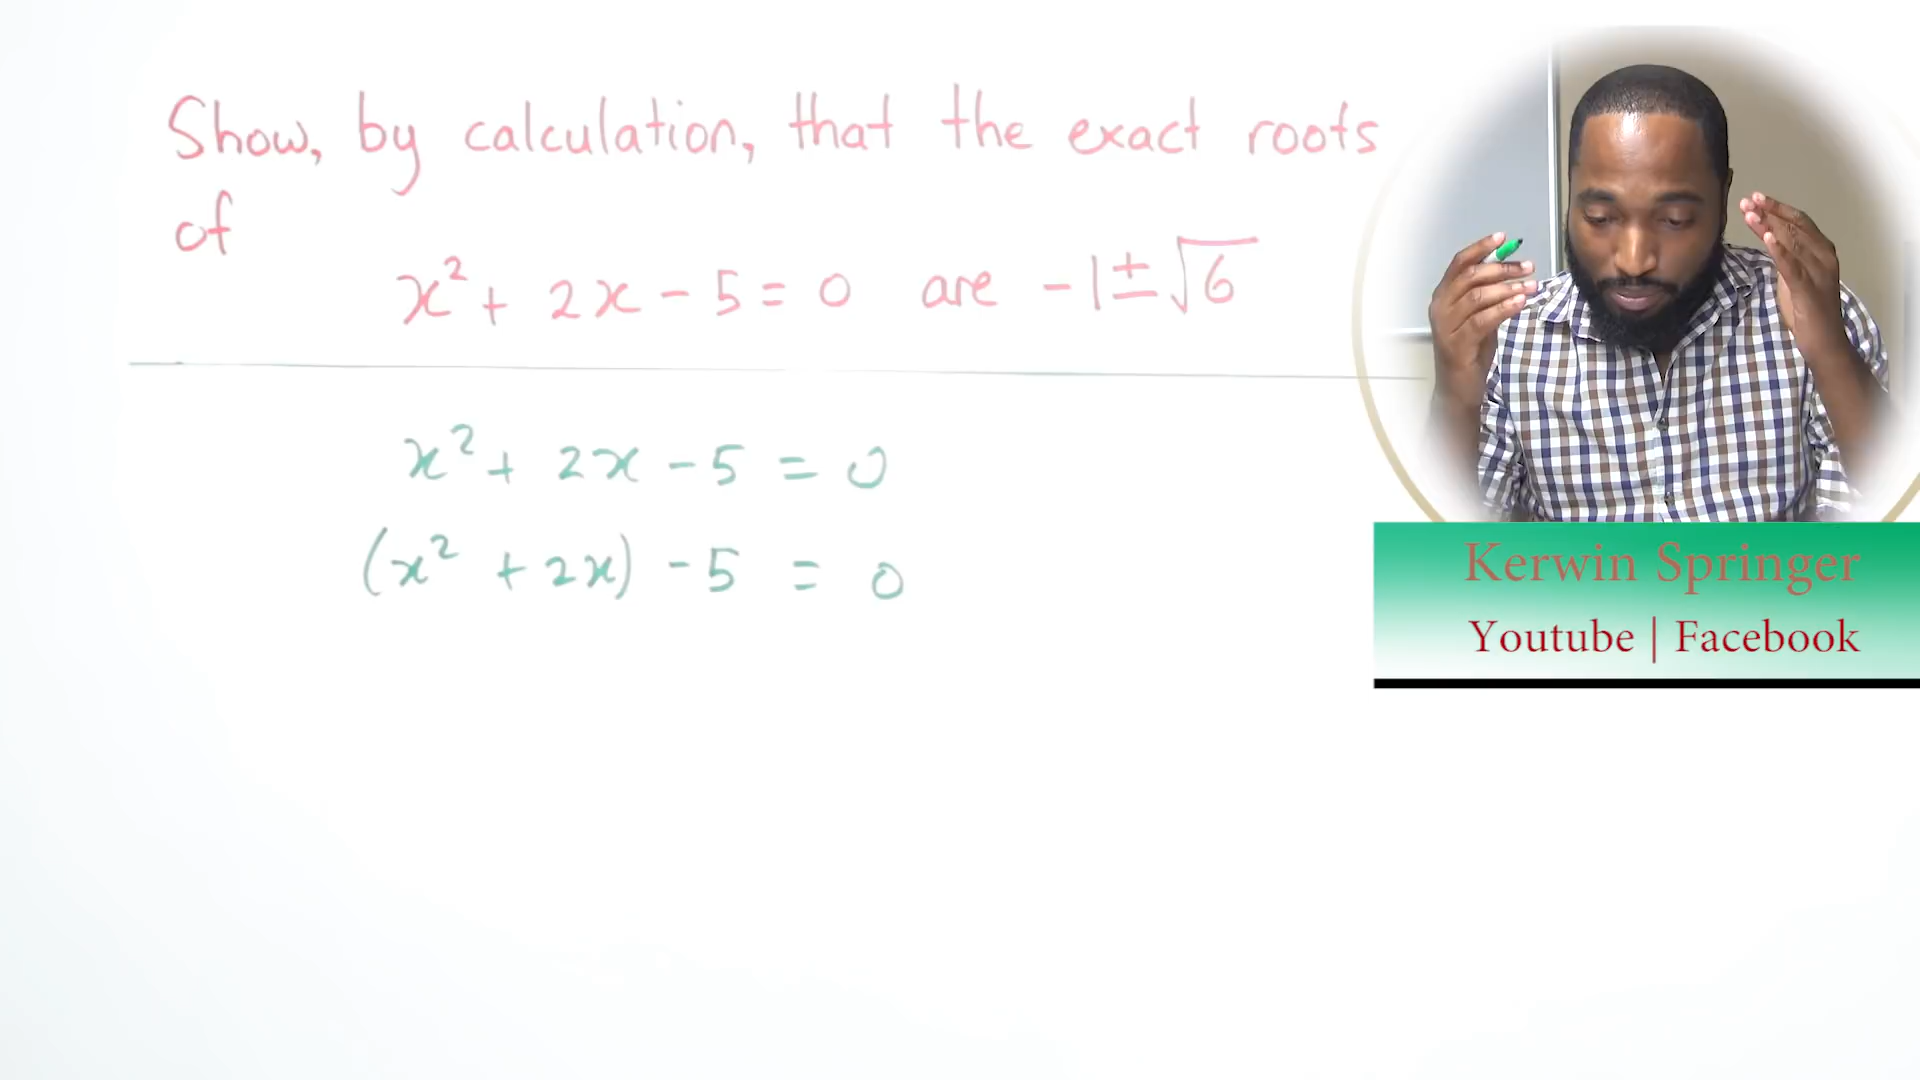 Show, by calculation, that the exact roots
of
x² + 2x - 5 = 0 are -1 ± √6
x² + 2x - 5 = 0
(x² + 2x) - 5 = 0
Kerwin Springer
Youtube | Facebook